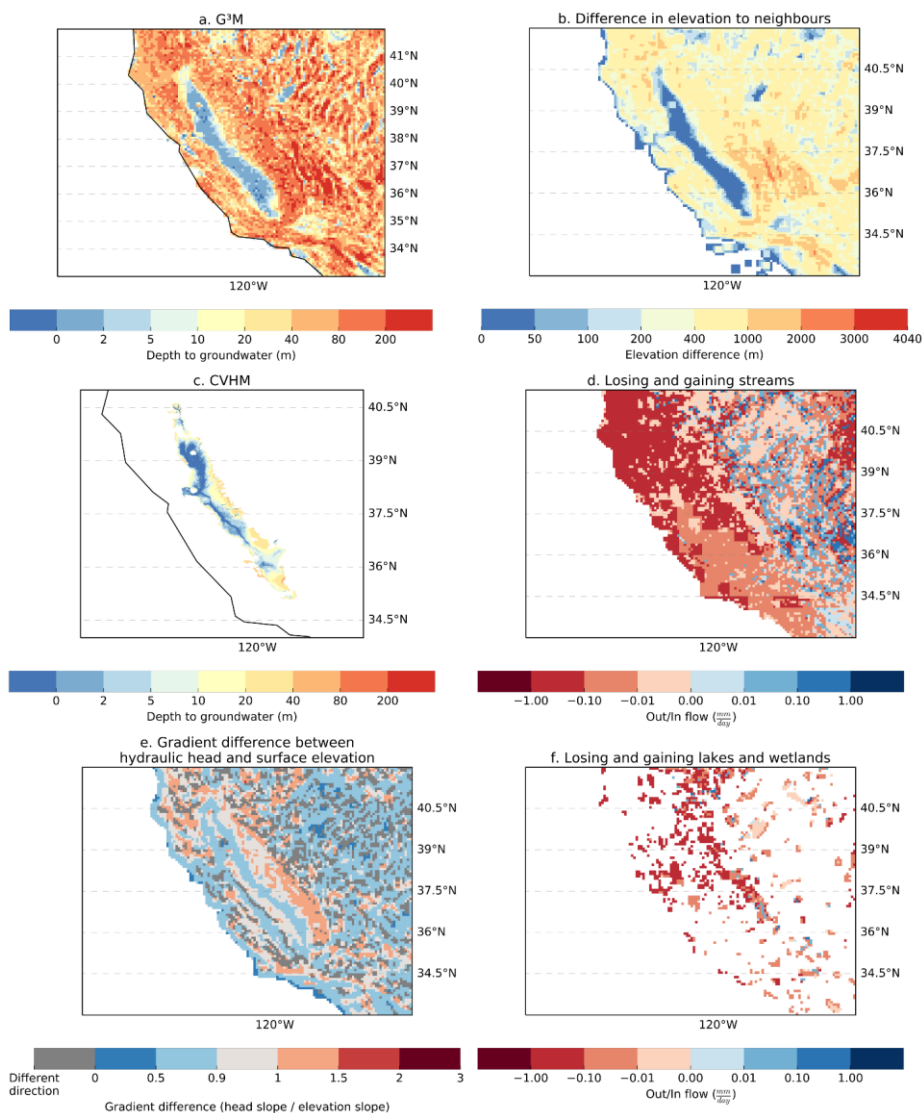 a. G³M
41°N
40°N
39°N
38°N
37°N
36°N
35°N
34°N
120°W
0 2 5 10 20 40 80 200
Depth to groundwater (m)
b. Difference in elevation to neighbours
40.5°N
39°N
37.5°N
36°N
34.5°N
120°W
0 50 100 200 400 1000 2000 3000 4040
Elevation difference (m)
c. CVHM
40.5°N
39°N
37.5°N
36°N
34.5°N
120°W
0 2 5 10 20 40 80 200
Depth to groundwater (m)
d. Losing and gaining streams
40.5°N
39°N
37.5°N
36°N
34.5°N
120°W
−1.00 −0.10 −0.01 0.00 0.01 0.10 1.00
Out/In flow (mm/day)
e. Gradient difference between
hydraulic head and surface elevation
40.5°N
39°N
37.5°N
36°N
34.5°N
120°W
Different
direction
0 0.5 0.9 1 1.5 2 3
Gradient difference (head slope / elevation slope)
f. Losing and gaining lakes and wetlands
40.5°N
39°N
37.5°N
36°N
34.5°N
120°W
−1.00 −0.10 −0.01 0.00 0.01 0.10 1.00
Out/In flow (mm/day)